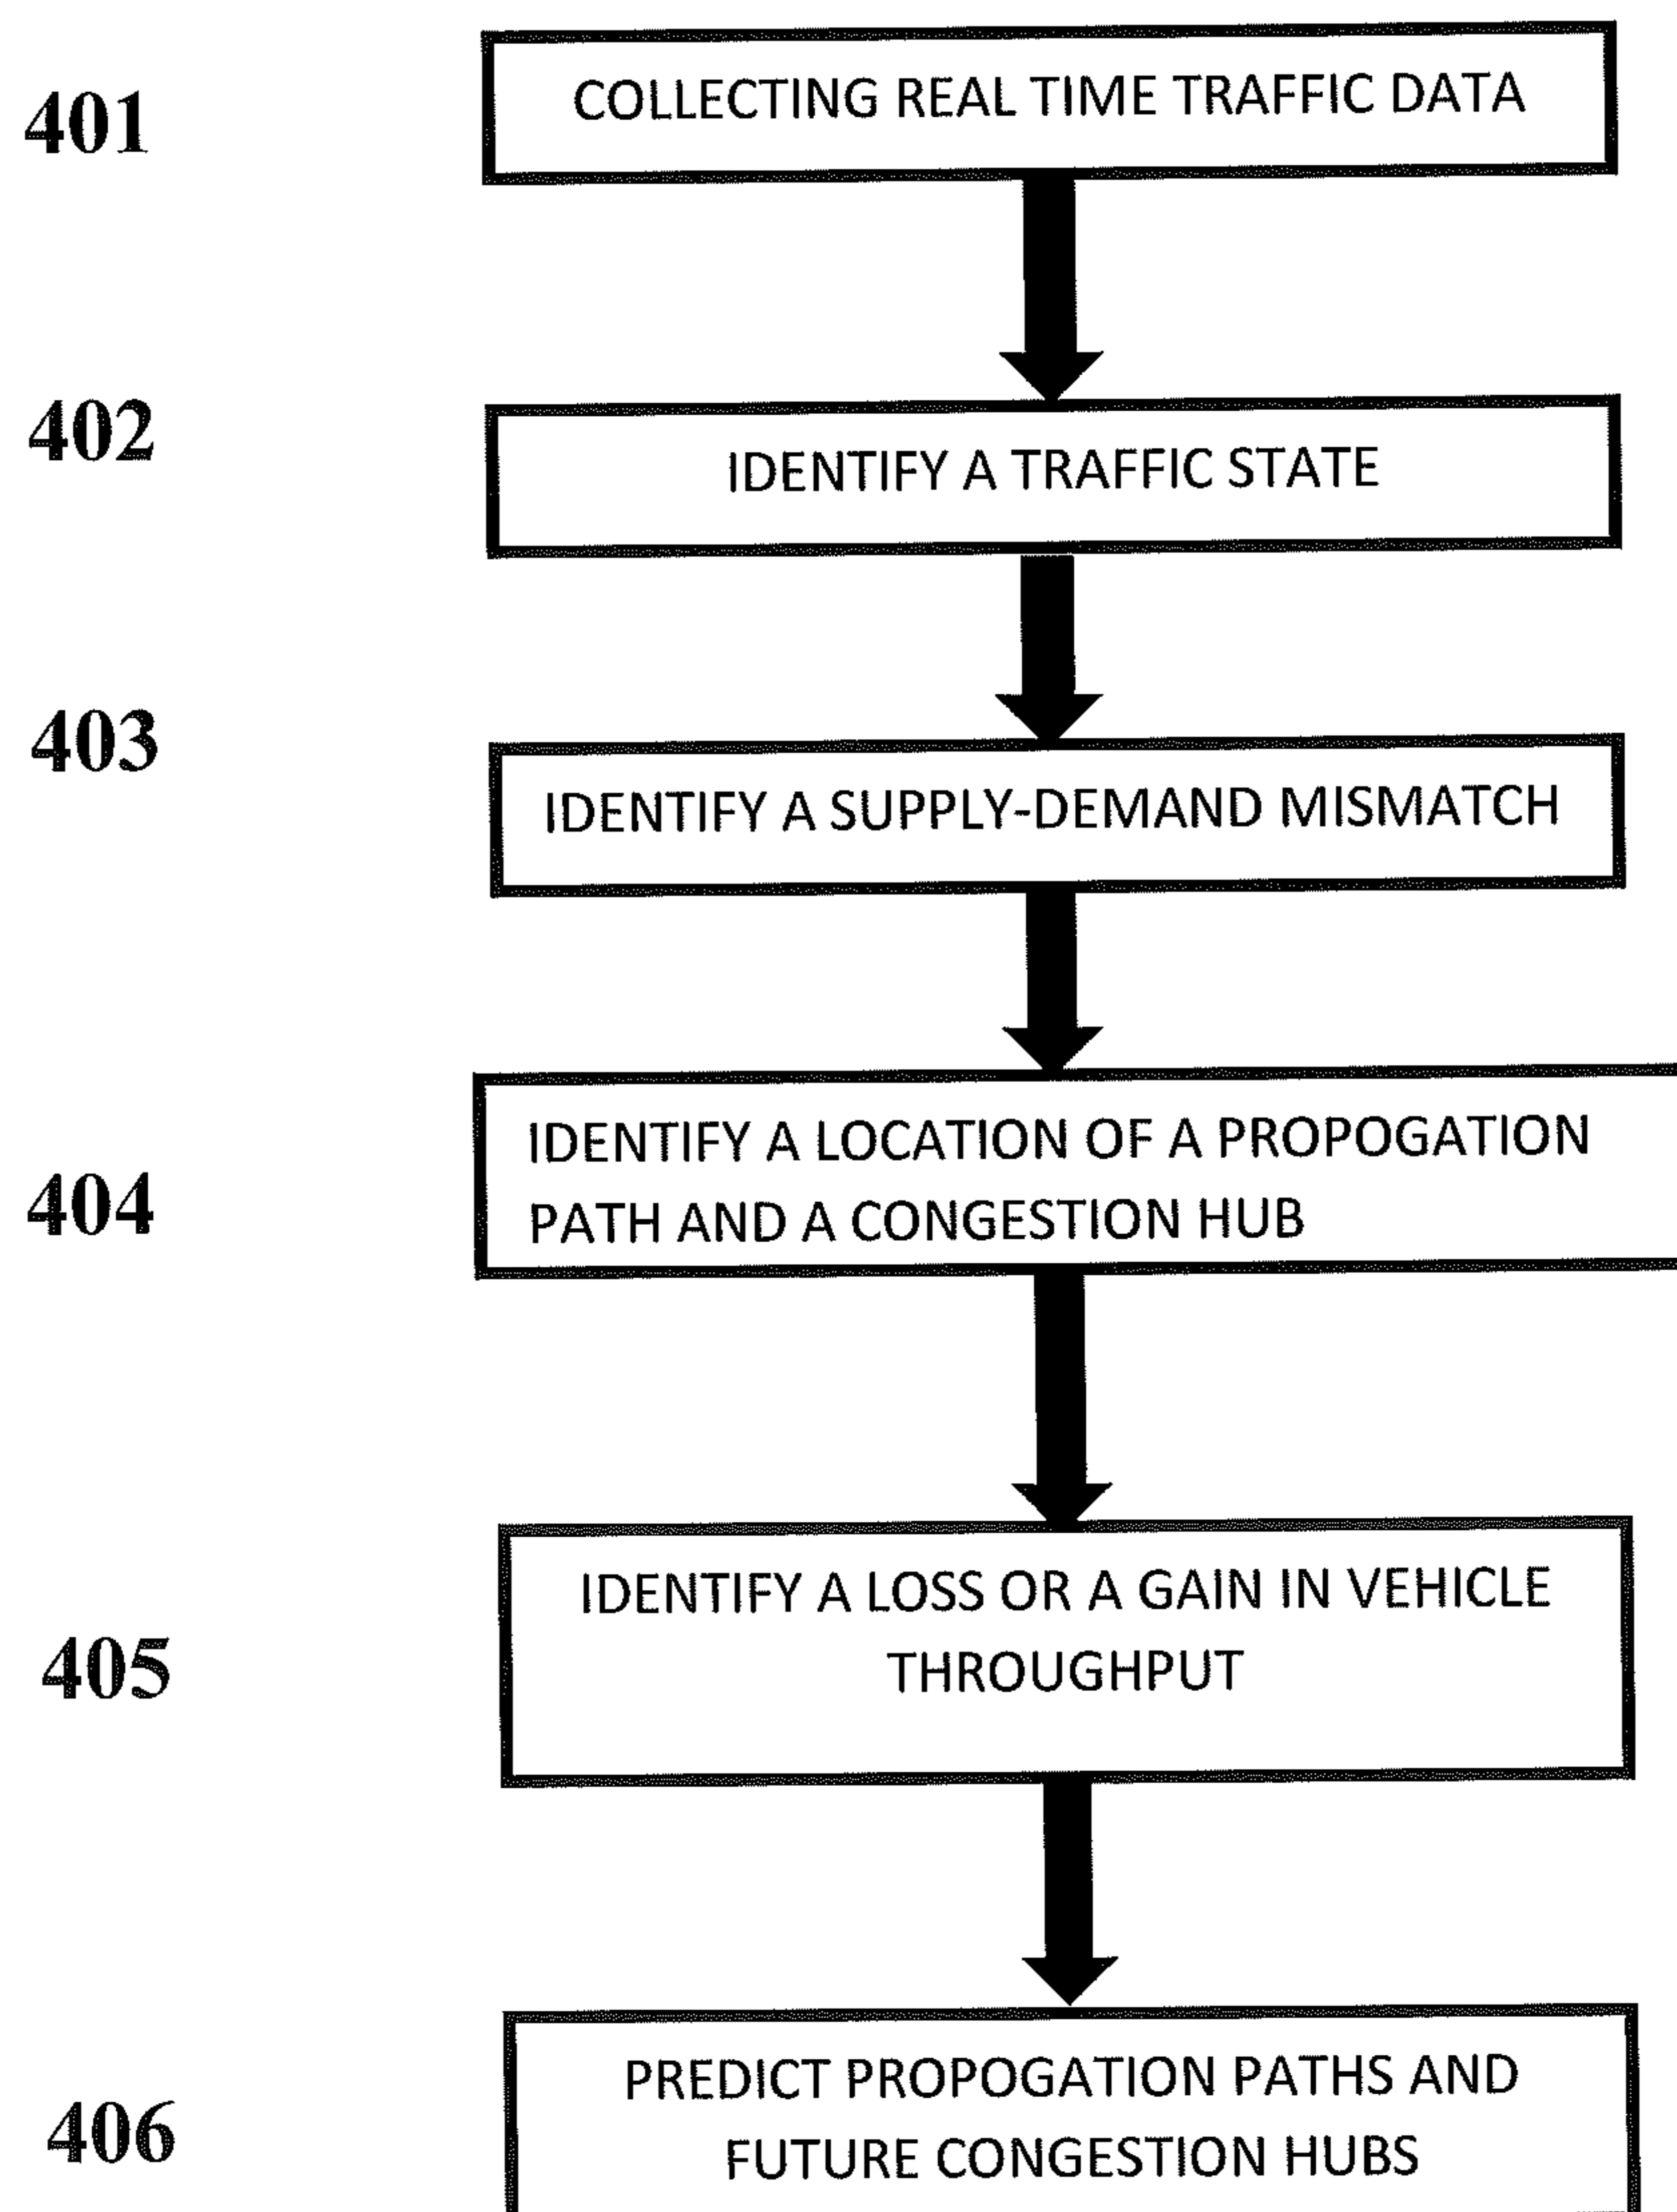 401
COLLECTING REAL TIME TRAFFIC DATA
402
IDENTIFY A TRAFFIC STATE
403
IDENTIFY A SUPPLY-DEMAND MISMATCH
404
IDENTIFY A LOCATION OF A PROPOGATION
PATH AND A CONGESTION HUB
405
IDENTIFY A LOSS OR A GAIN IN VEHICLE
THROUGHPUT
406
PREDICT PROPOGATION PATHS AND
FUTURE CONGESTION HUBS